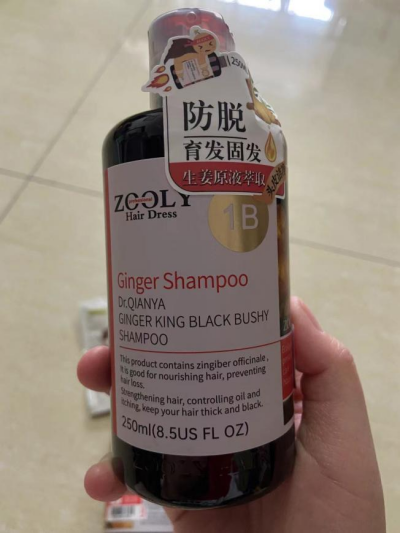 防脱
育发固发
生姜原液萃取
ZOOLY
Hair Dress
1B
Ginger Shampoo
Dr.QIANYA
GINGER KING BLACK BUSHY
SHAMPOO
This product contains zingiber officinale,
it is good for nourishing hair, preventing
hair loss.
Strengthening hair, controlling oil and
itching, keep your hair thick and black.
250ml(8.5US FL OZ)